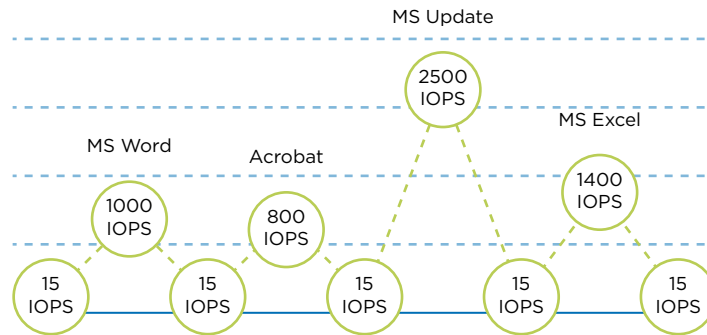 MS Update
2500
IOPS
MS Excel
MS Word
Acrobat
1400
IOPS
1000
IOPS
800
IOPS
15
IOPS
15
IOPS
15
IOPS
15
IOPS
15
IOPS